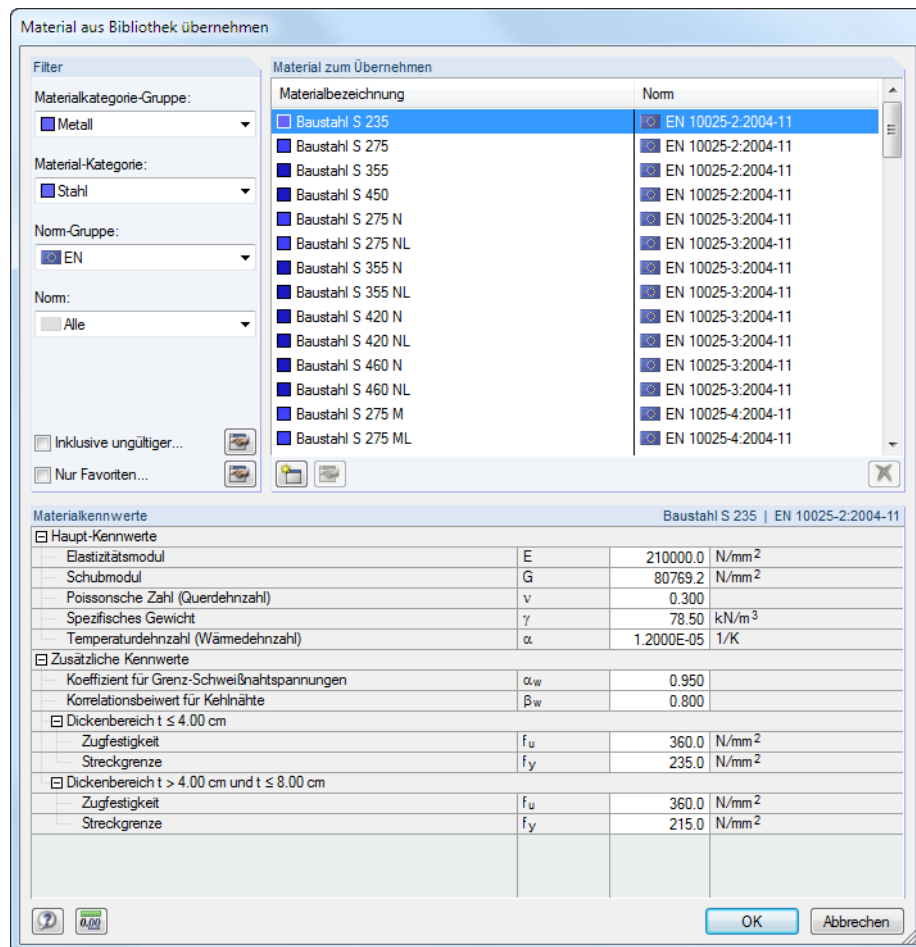 Material aus Bibliothek übernehmen
Filter
Materialkategorie-Gruppe:
Metall
Material-Kategorie:
Stahl
Norm-Gruppe:
EN
Norm:
Alle
Inklusive ungültiger...
Nur Favoriten...
Material zum Übernehmen
Materialbezeichnung Norm
Baustahl S 235 EN 10025-2:2004-11
Baustahl S 275 EN 10025-2:2004-11
Baustahl S 355 EN 10025-2:2004-11
Baustahl S 450 EN 10025-2:2004-11
Baustahl S 275 N EN 10025-3:2004-11
Baustahl S 275 NL EN 10025-3:2004-11
Baustahl S 355 N EN 10025-3:2004-11
Baustahl S 355 NL EN 10025-3:2004-11
Baustahl S 420 N EN 10025-3:2004-11
Baustahl S 420 NL EN 10025-3:2004-11
Baustahl S 460 N EN 10025-3:2004-11
Baustahl S 460 NL EN 10025-3:2004-11
Baustahl S 275 M EN 10025-4:2004-11
Baustahl S 275 ML EN 10025-4:2004-11
Materialkennwerte Baustahl S 235 | EN 10025-2:2004-11
Haupt-Kennwerte
Elastizitätsmodul E 210000.0 N/mm²
Schubmodul G 80769.2 N/mm²
Poissonsche Zahl (Querdehnzahl) ν 0.300
Spezifisches Gewicht γ 78.50 kN/m³
Temperaturdehnzahl (Wärmedehnzahl) α 1.2000E-05 1/K
Zusätzliche Kennwerte
Koeffizient für Grenz-Schweißnahtspannungen αw 0.950
Korrelationsbeiwert für Kehlnähte βw 0.800
Dickenbereich t ≤ 4.00 cm
Zugfestigkeit fu 360.0 N/mm²
Streckgrenze fy 235.0 N/mm²
Dickenbereich t > 4.00 cm und t ≤ 8.00 cm
Zugfestigkeit fu 360.0 N/mm²
Streckgrenze fy 215.0 N/mm²
0.00
OK Abbrechen